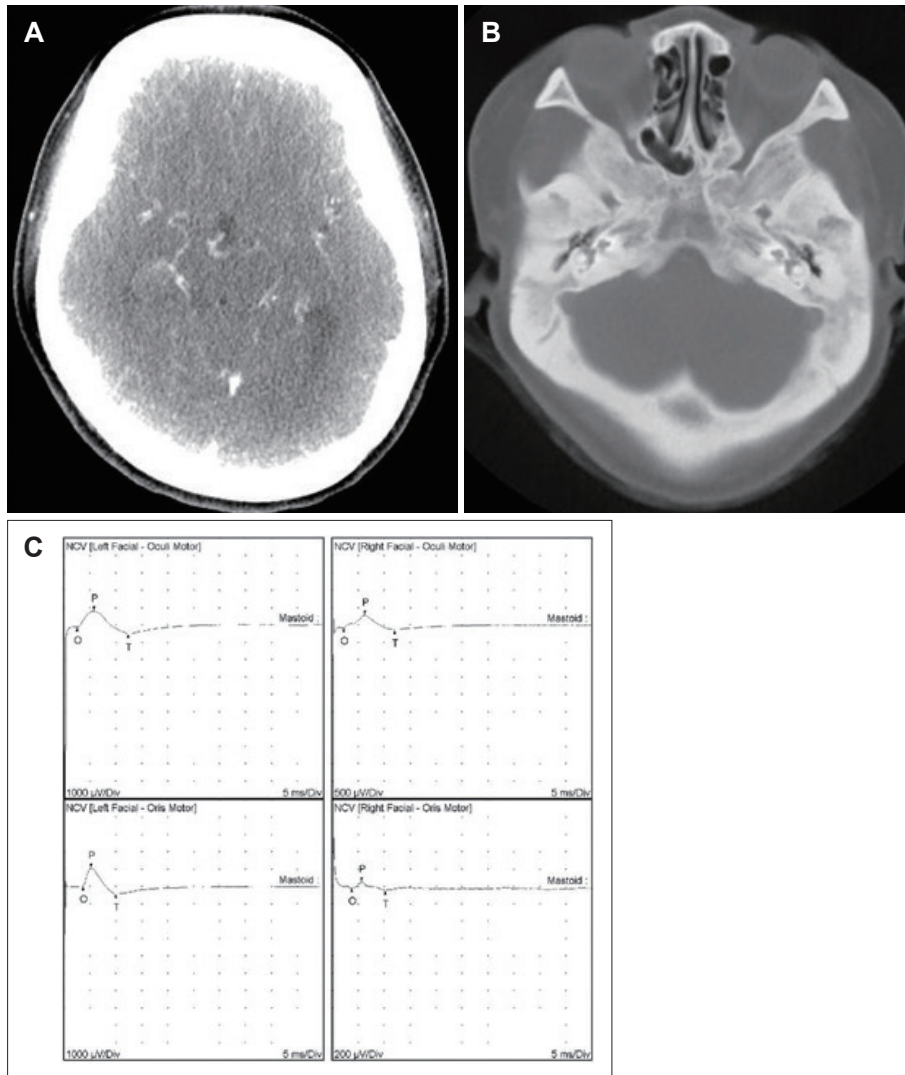 A
B
C
NCV [Left Facial - Oculi Motor]
P
Mastoid :
O
T
1000 µV/Div
5 ms/Div
NCV [Right Facial - Oculi Motor]
P
Mastoid :
O
T
500 µV/Div
5 ms/Div
NCV [Left Facial - Oris Motor]
P
Mastoid :
O
T
1000 µV/Div
5 ms/Div
NCV [Right Facial - Oris Motor]
P
Mastoid :
O
T
200 µV/Div
5 ms/Div